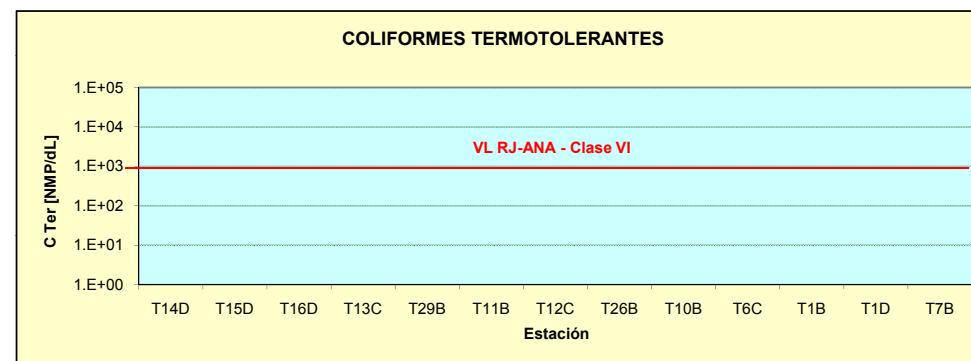 COLIFORMES TERMOTOLERANTES
C Ter [NMP/dL]
1.E+05
1.E+04
1.E+03
1.E+02
1.E+01
1.E+00
VL RJ-ANA - Clase VI
T14D T15D T16D T13C T29B T11B T12C T26B T10B T6C T1B T1D T7B
Estación